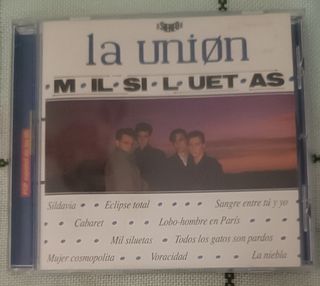 la uniøn
M·IL·SI·L·UET·AS
Sildavia · · Eclipse total · · · · Sangre entre tú y yo
Cabaret · · · · Lobo-hombre en París · · ·
· · · Mil siluetas · Todos los gatos son pardos
Mujer cosmopolita · · Voracidad · · · La niebla